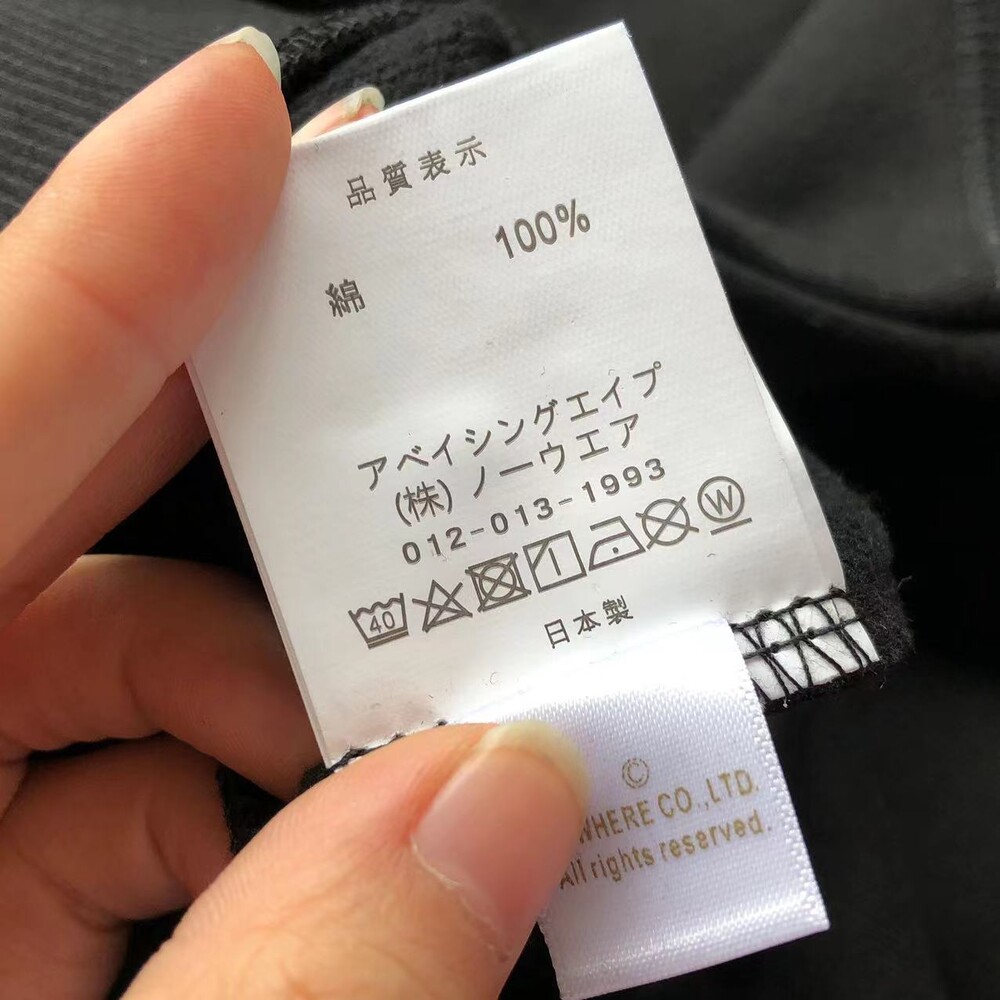 品質表示
綿 100%
アベイシングエイプ
(株)ノーウエア
012-013-1993
40
W
日本製
©
WHERE CO.,LTD.
All rights reserved.